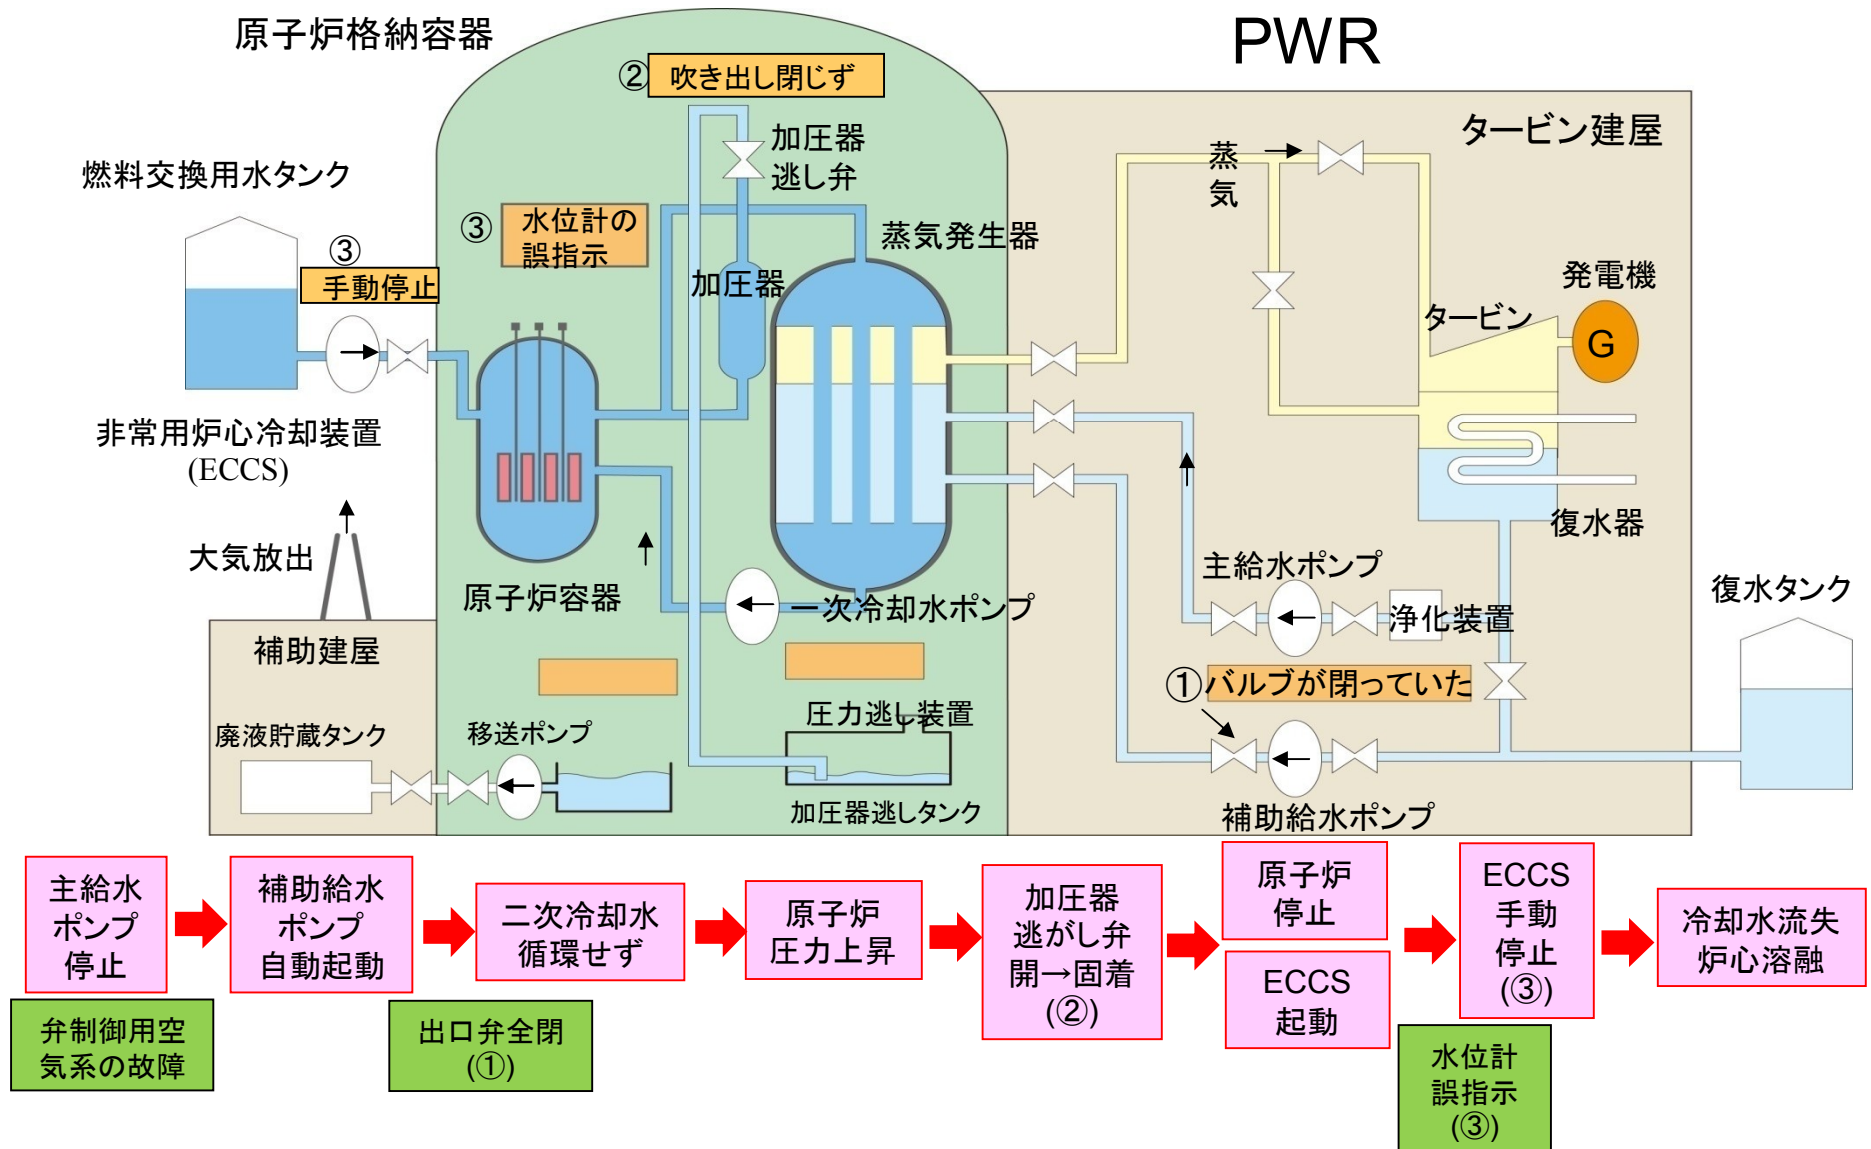 原子炉格納容器
PWR
② 吹き出し閉じず
タービン建屋
加圧器
逃し弁
蒸
気
燃料交換用水タンク
③ 水位計の
誤指示
蒸気発生器
③
手動停止
加圧器
発電機
タービン
G
非常用炉心冷却装置
(ECCS)
復水器
大気放出
原子炉容器
一次冷却水ポンプ
主給水ポンプ
浄化装置
復水タンク
補助建屋
① バルブが閉っていた
廃液貯蔵タンク
移送ポンプ
圧力逃し装置
加圧器逃しタンク
補助給水ポンプ
主給水
ポンプ
停止
補助給水
ポンプ
自動起動
二次冷却水
循環せず
原子炉
圧力上昇
加圧器
逃がし弁
開→固着
(②)
原子炉
停止
ECCS
起動
ECCS
手動
停止
(③)
冷却水流失
炉心溶融
弁制御用空
気系の故障
出口弁全閉
(①)
水位計
誤指示
(③)